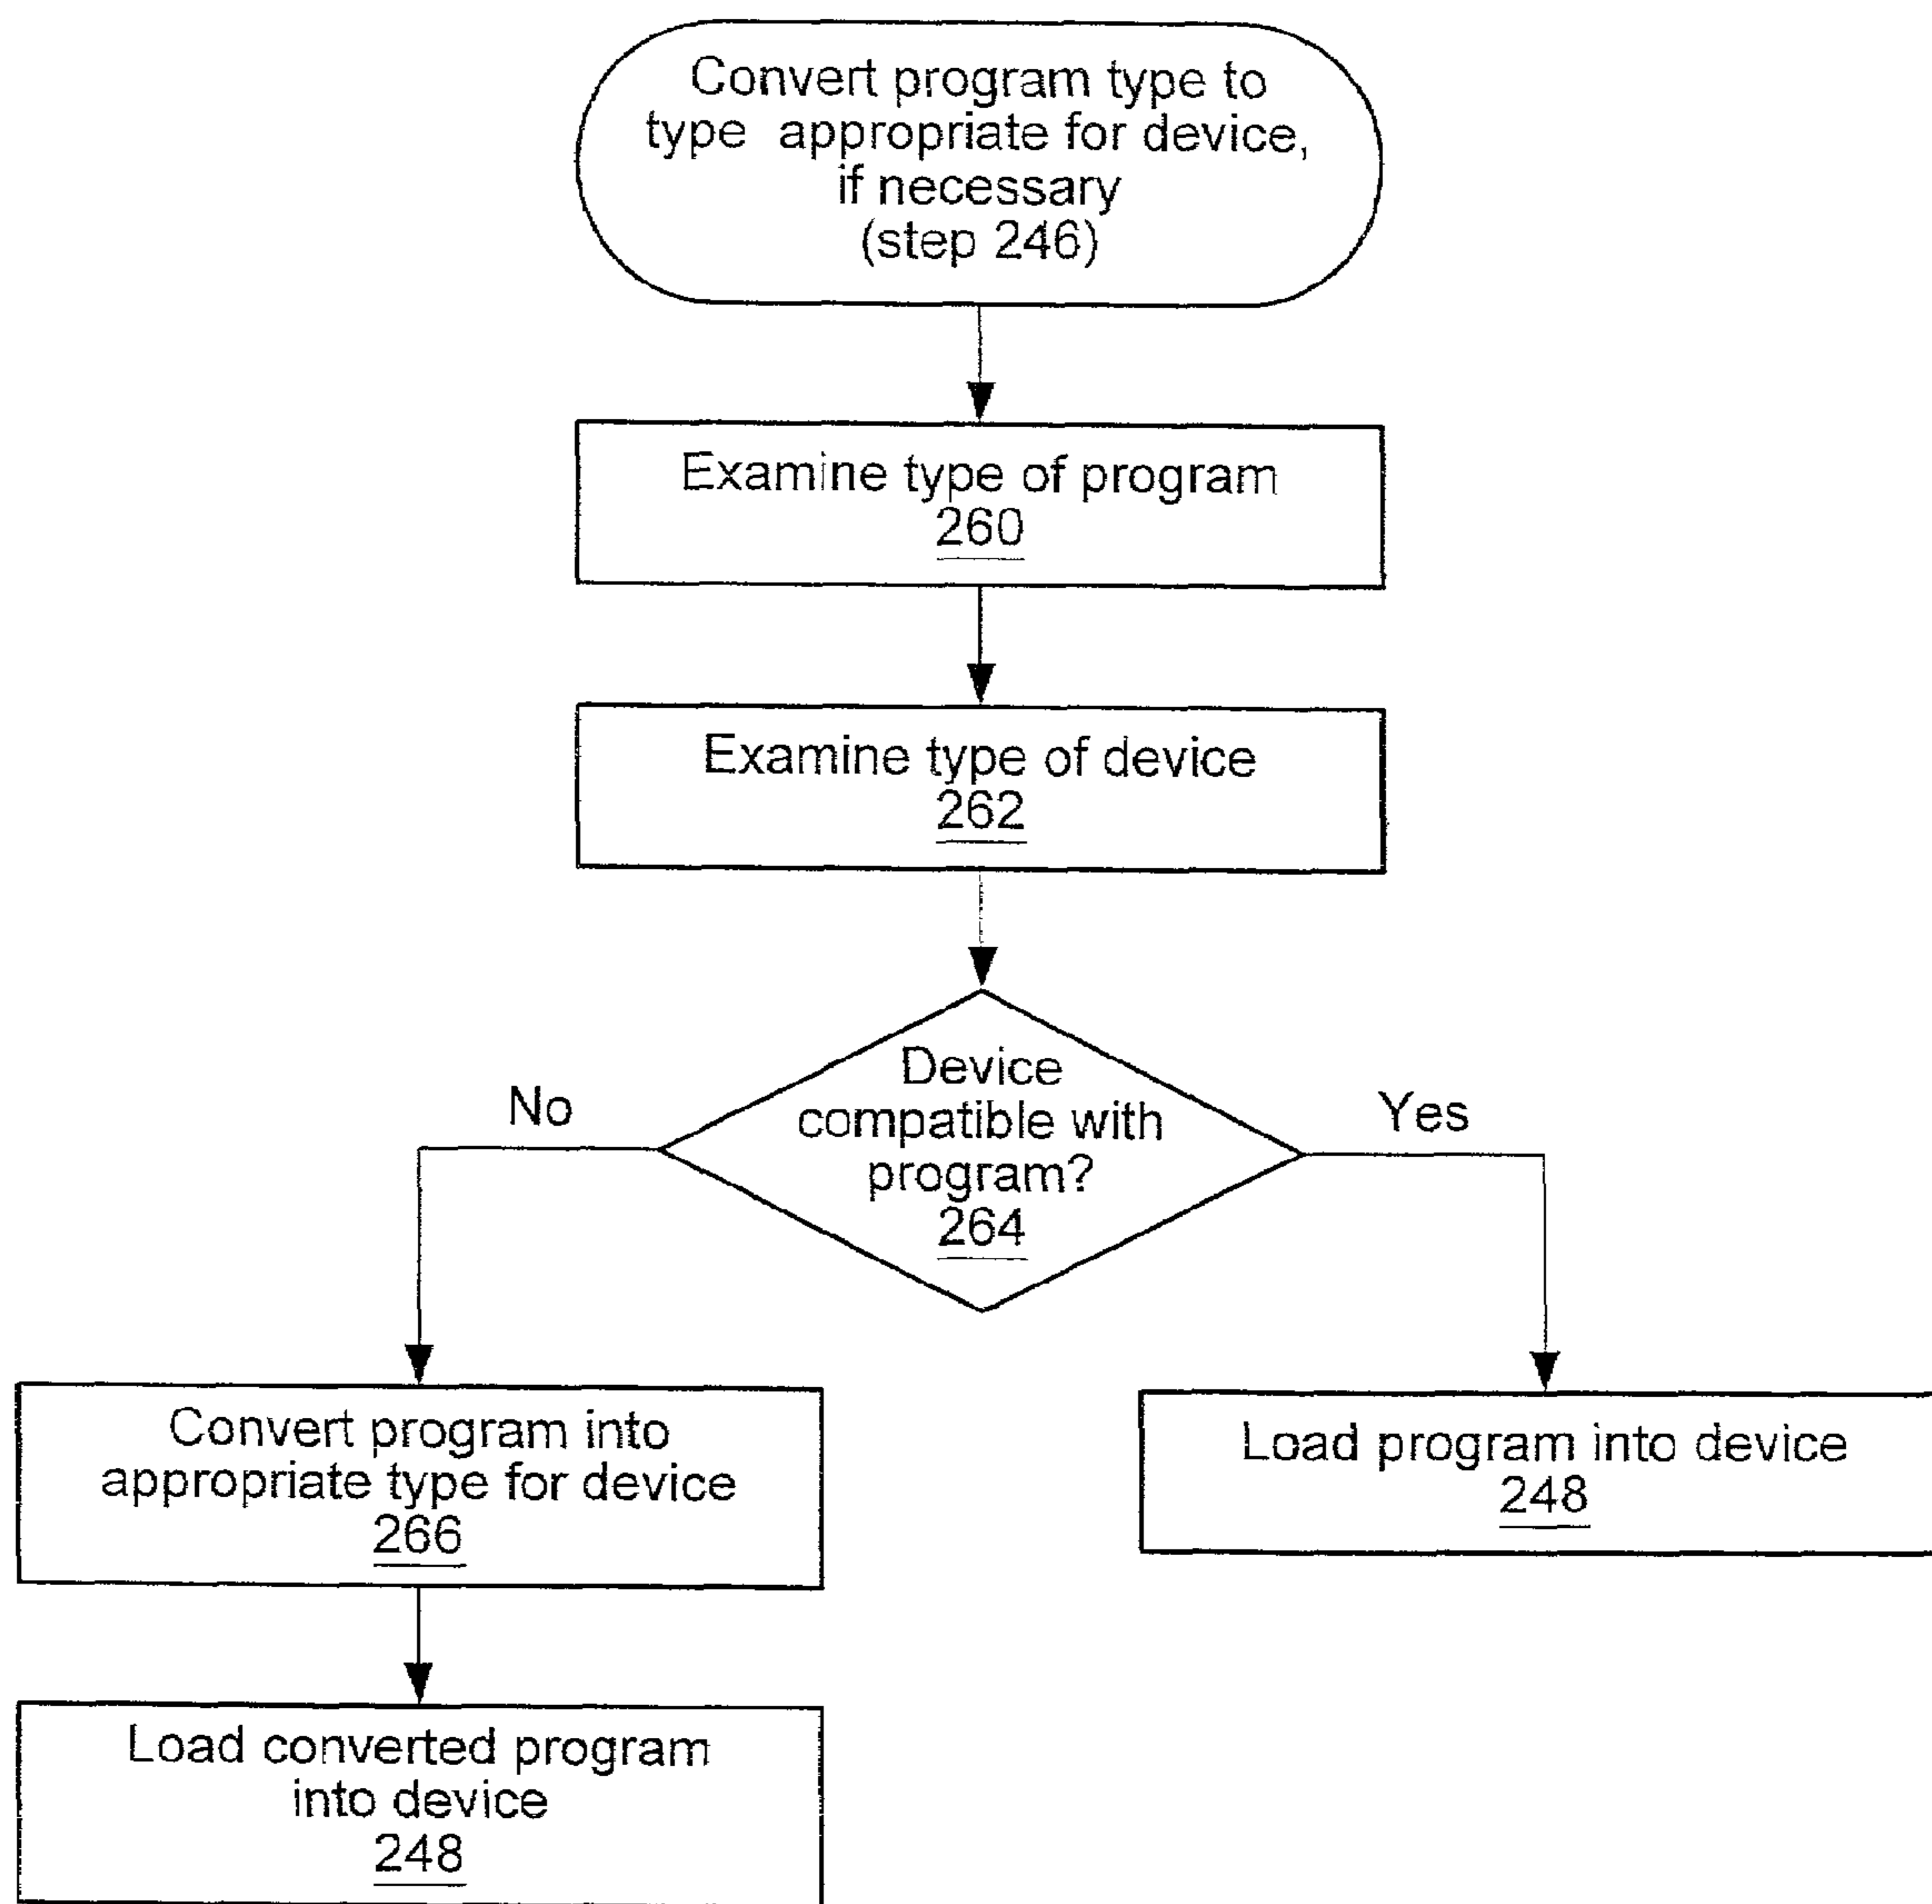 Convert program type to
type appropriate for device,
if necessary
(step 246)
Examine type of program
260
Examine type of device
262
Device
compatible with
program?
264
No
Yes
Convert program into
appropriate type for device
266
Load program into device
248
Load converted program
into device
248